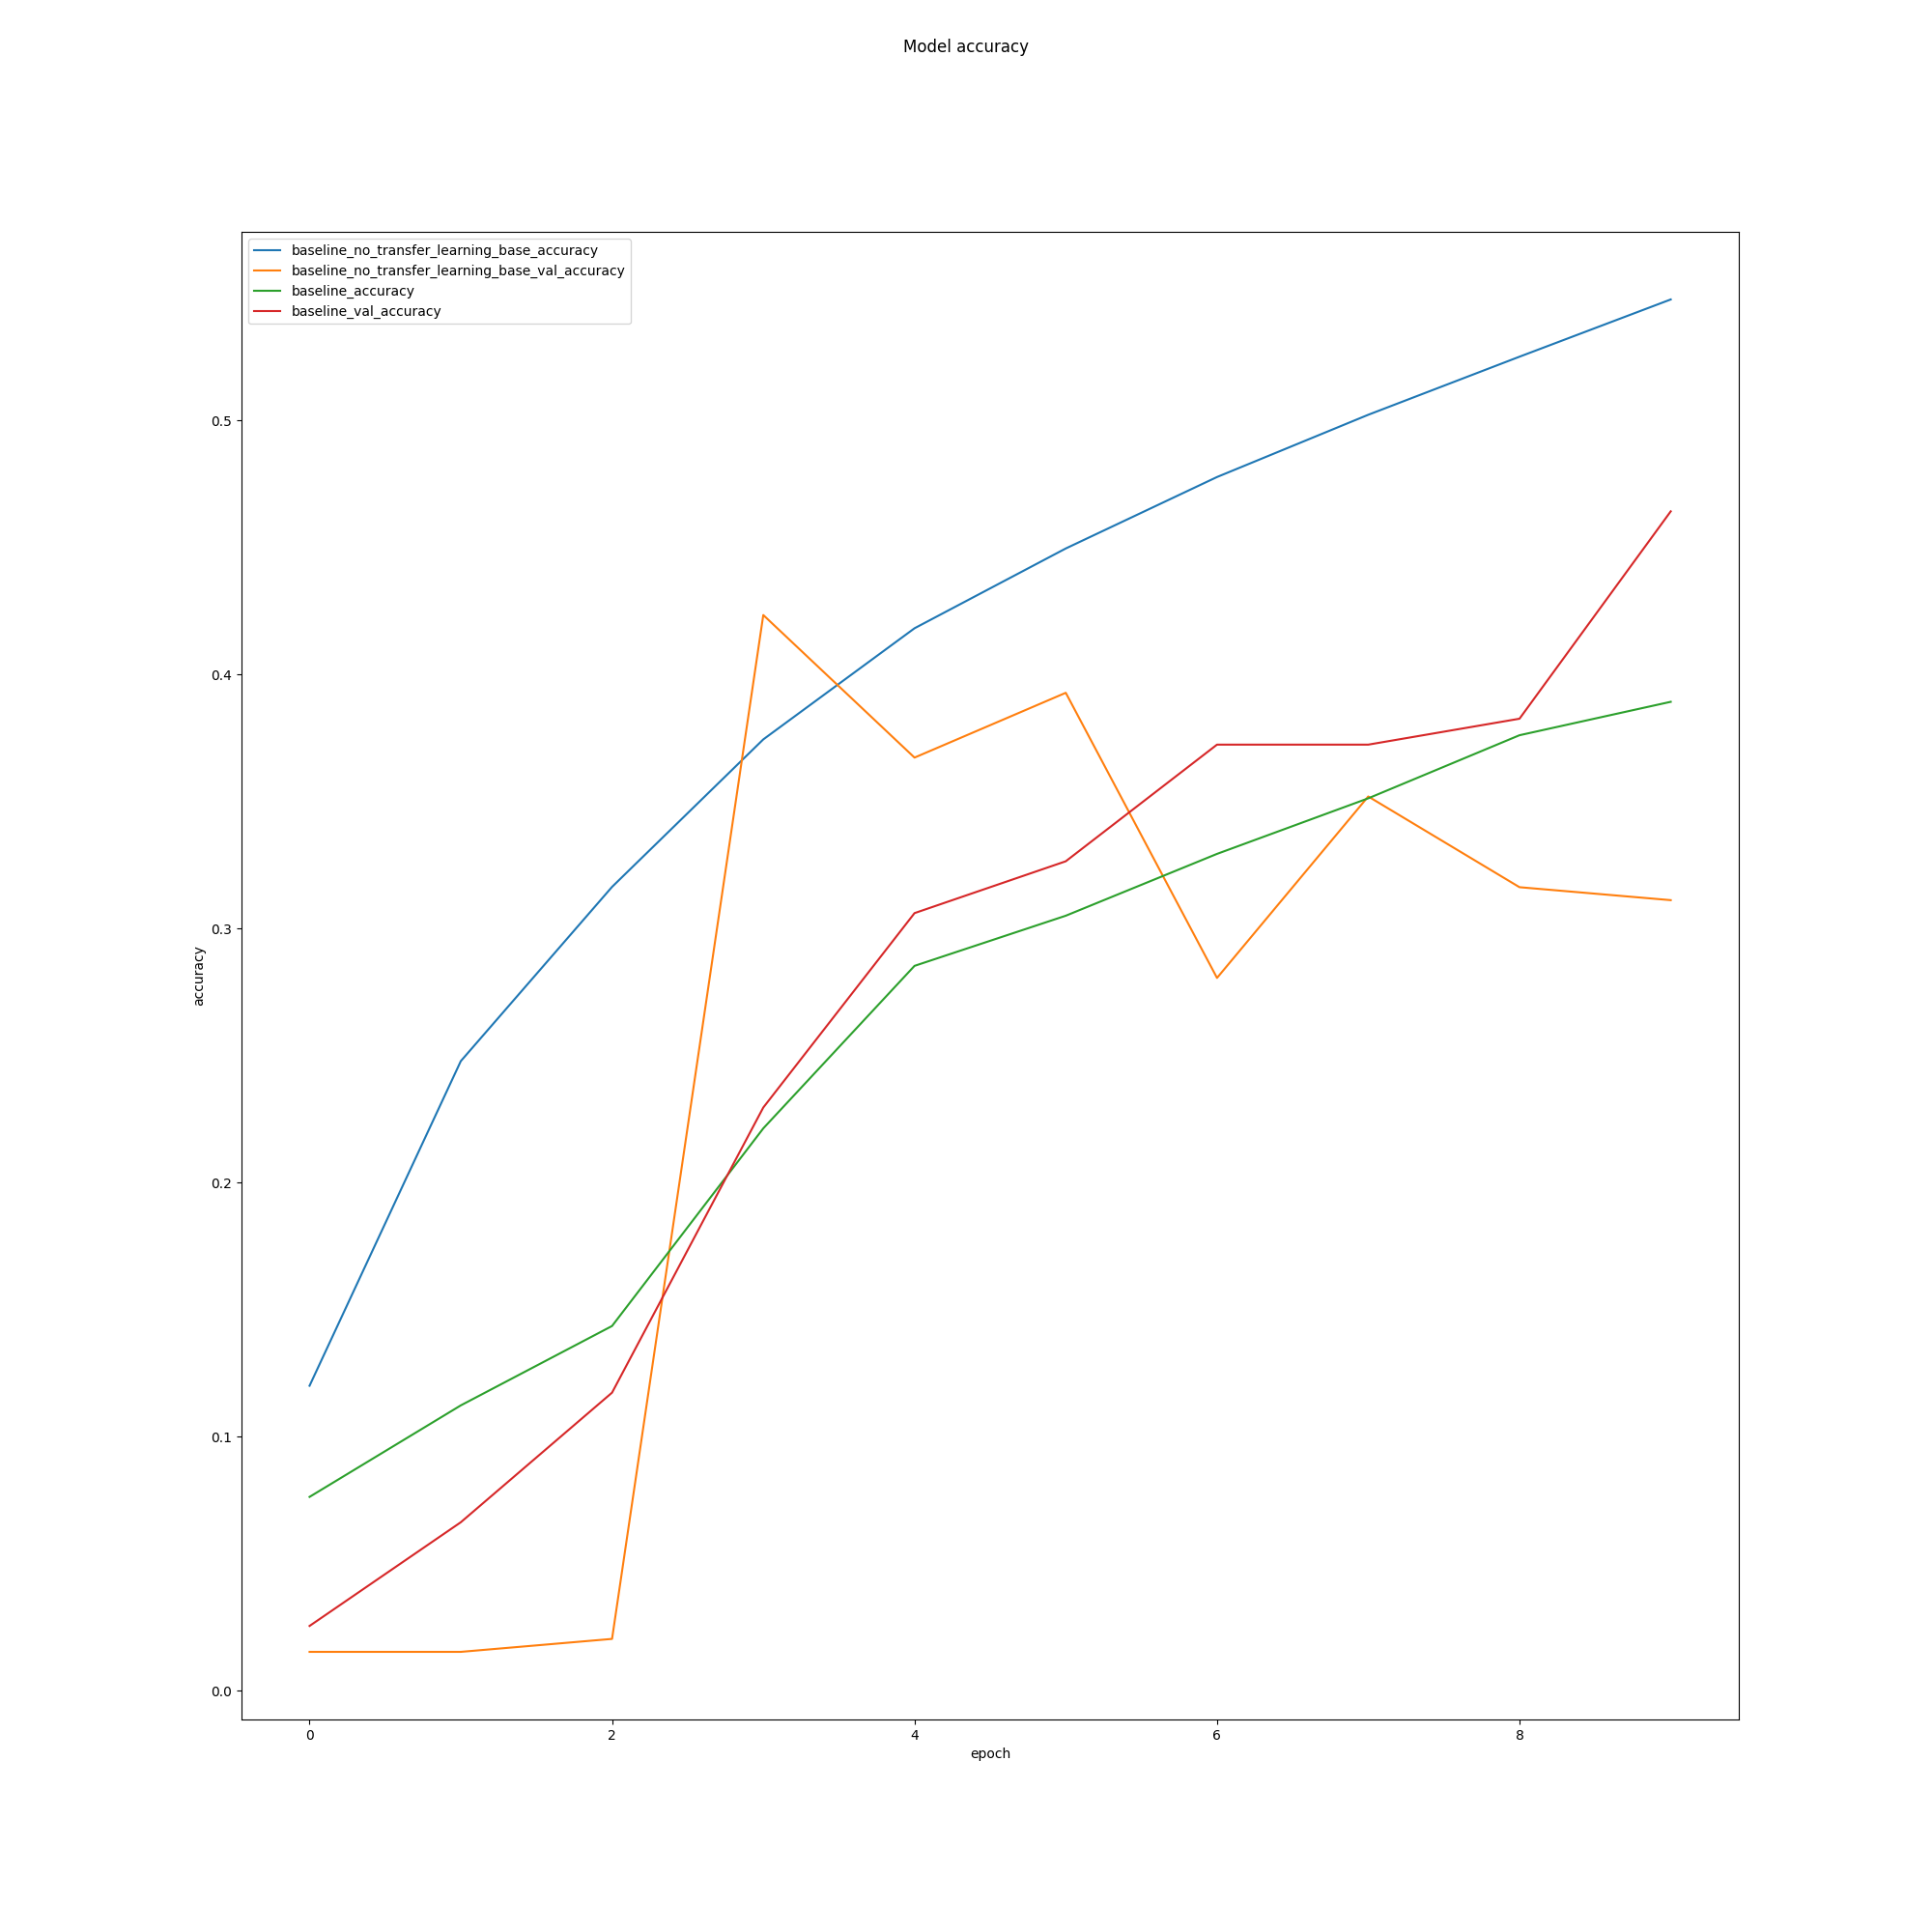 Model accuracy
baseline_no_transfer_learning_base_accuracy
baseline_no_transfer_learning_base_val_accuracy
baseline_accuracy
baseline_val_accuracy
0.5
0.4
0.3
0.2
0.1
0.0
accuracy
0 2 4 6 8
epoch